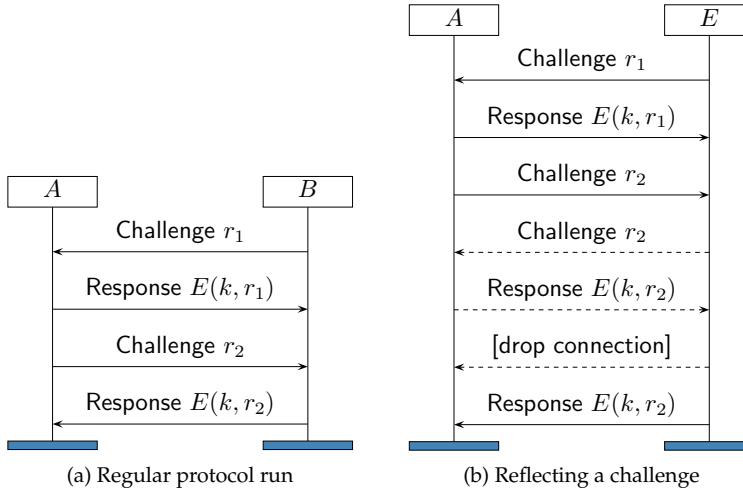 A
B
Challenge r₁
Response E(k, r₁)
Challenge r₂
Response E(k, r₂)
(a) Regular protocol run
A
E
Challenge r₁
Response E(k, r₁)
Challenge r₂
Challenge r₂
Response E(k, r₂)
[drop connection]
Response E(k, r₂)
(b) Reflecting a challenge